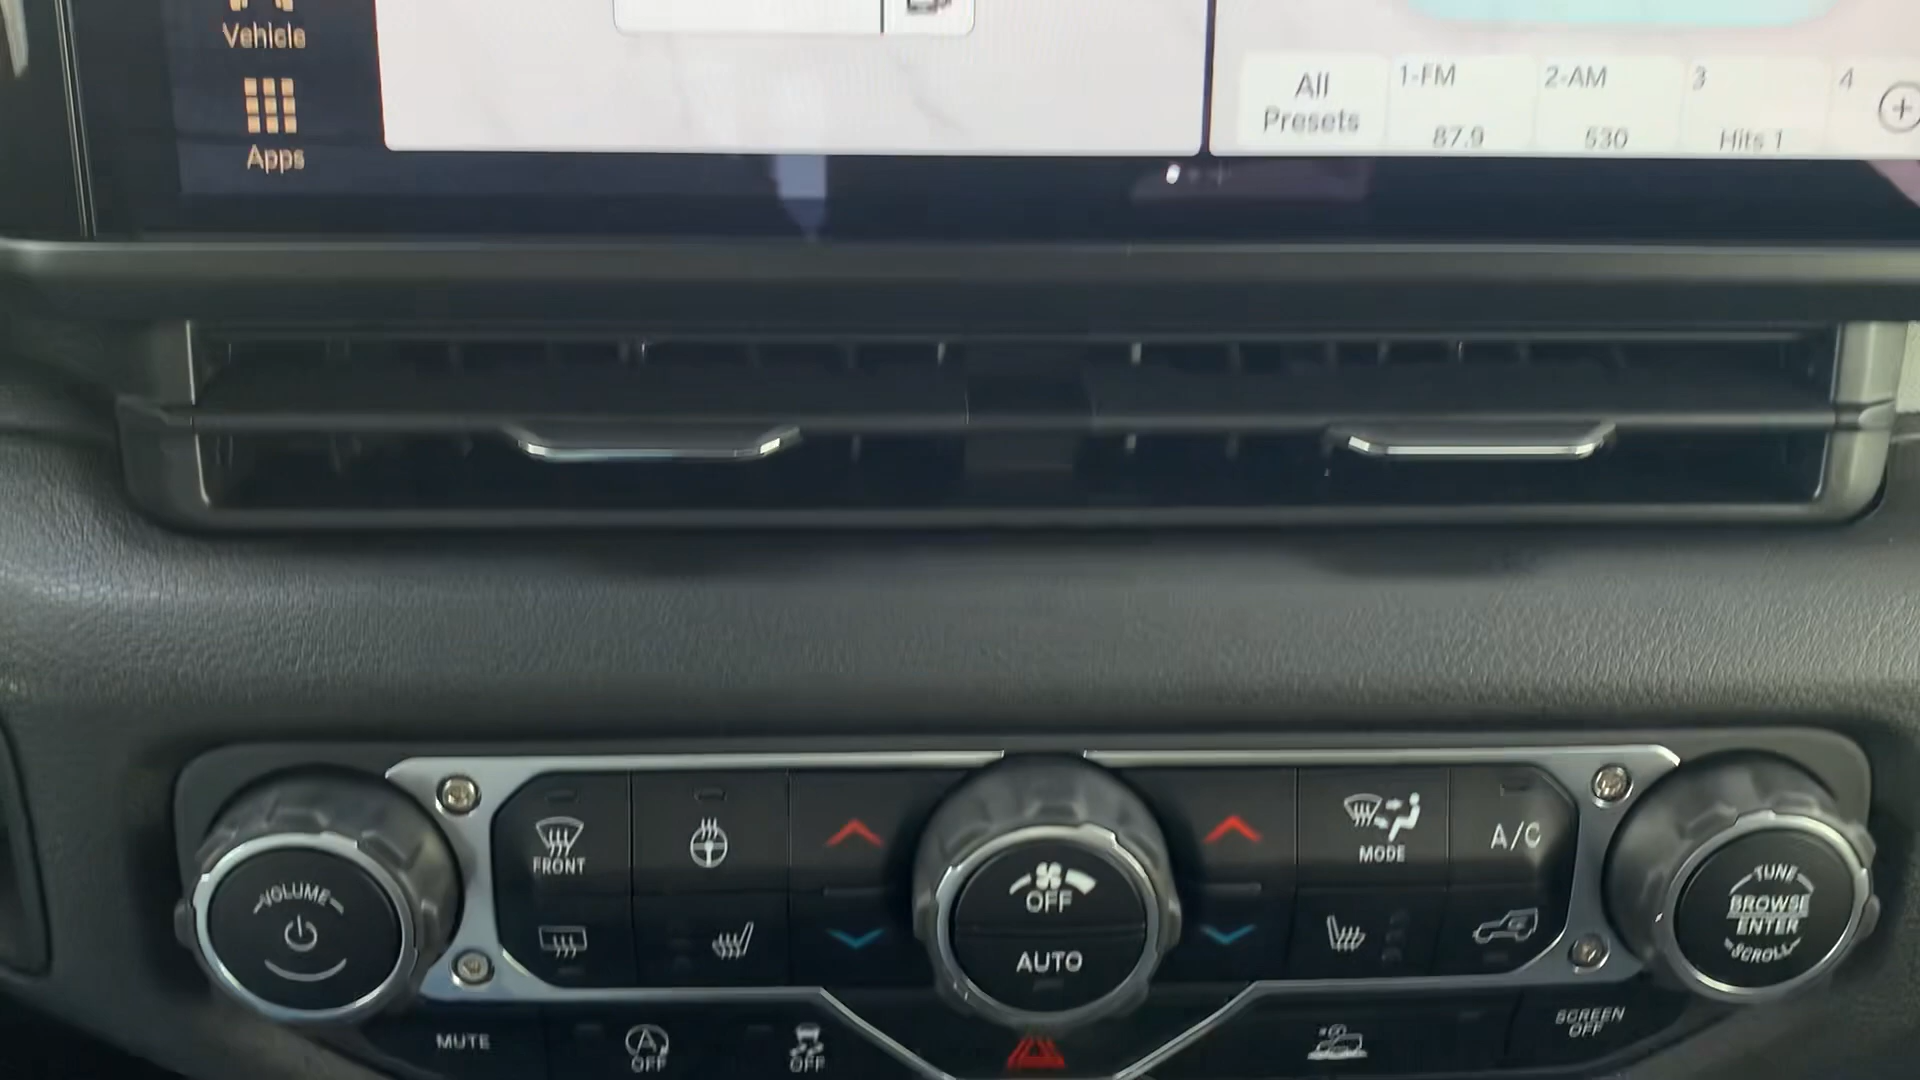 Vehicle
Apps
All
Presets
1-FM
87.9
2-AM
530
3
Hits 1
4
VOLUME
FRONT
OFF
AUTO
MODE
A/C
TUNE
BROWSE
ENTER
SCROLL
MUTE
A
OFF
OFF
SCREEN
OFF